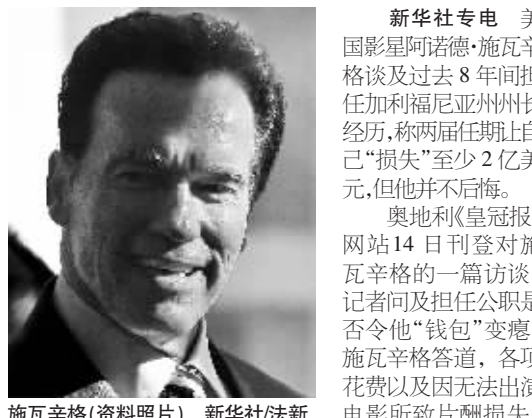 新华社专电 美
国影星阿诺德·施瓦辛
格谈及过去8年间担
任加利福尼亚州州长
经历,称两届任期让自
己“损失”至少2亿美
元,但他并不后悔。
奥地利《皇冠报》
网站14日刊登对施
瓦辛格的一篇访谈
记者问及担任公职是
否令他“钱包”变瘪
施瓦辛格答道，各项
花费以及因无法出演
电影所致片酬损失
施瓦辛格(资料照片) 新华社/法新